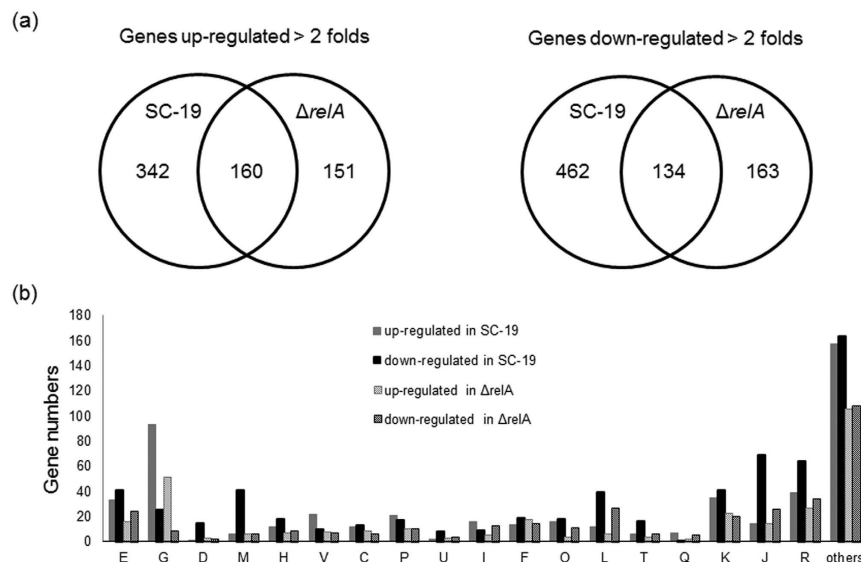 (a)
Genes up-regulated > 2 folds
Genes down-regulated > 2 folds
SC-19
ΔrelA
342
160
151
SC-19
ΔrelA
462
134
163
(b)
Gene numbers
180
160
140
120
100
80
60
40
20
0
up-regulated in SC-19
down-regulated in SC-19
up-regulated in ΔrelA
down-regulated in ΔrelA
E G D M H V C P U I F O L T Q K J R others